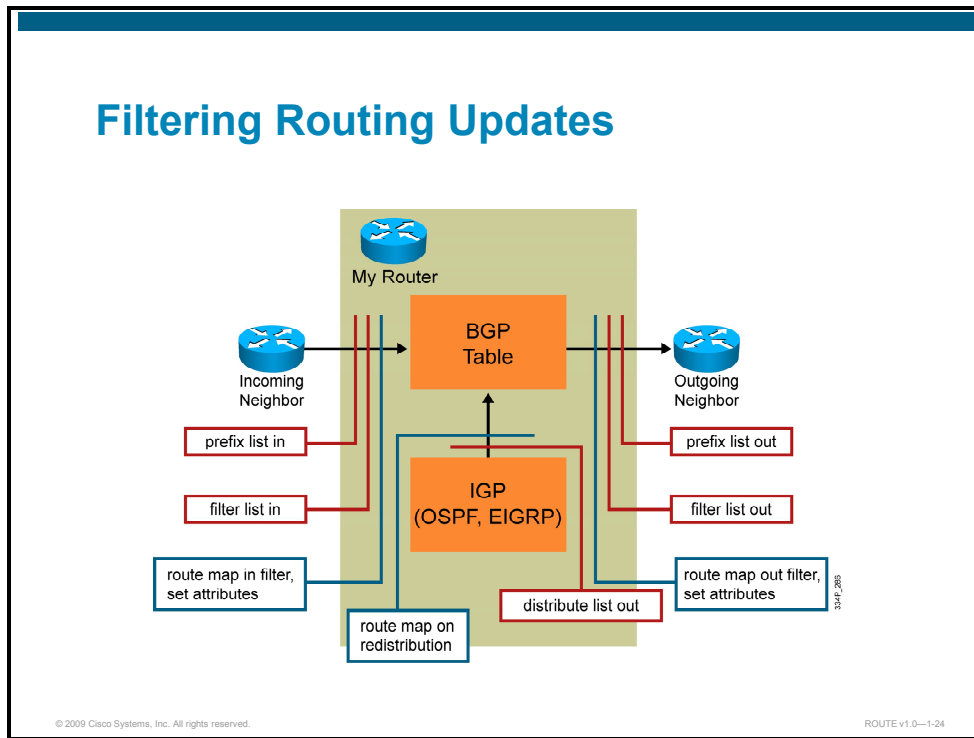 Filtering Routing Updates
My Router
BGP
Table
Incoming
Neighbor
Outgoing
Neighbor
prefix list in
prefix list out
IGP
(OSPF, EIGRP)
filter list in
filter list out
route map in filter,
set attributes
route map out filter,
set attributes
334P_286
distribute list out
route map on
redistribution
© 2009 Cisco Systems, Inc. All rights reserved.
ROUTE v1.0—1-24